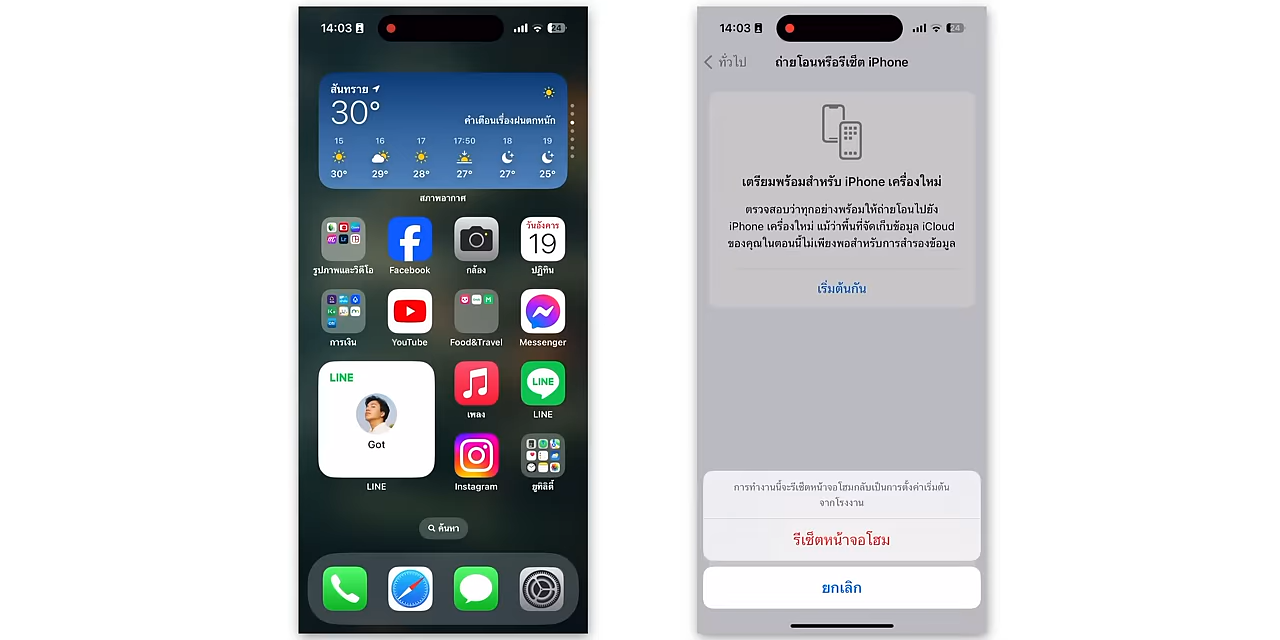 14:03
24
สันทราย
30°
คำเตือนเรื่องฝนตกหนัก
15 16 17 17:50 18 19
30° 29° 28° 27° 27° 25°
สภาพอากาศ
วันอังคาร
19
รูปภาพและวิดีโอ Facebook กล้อง ปฏิทิน
การเงิน YouTube Food&Travel Messenger
LINE
Got
LINE
LINE
เพลง LINE
Instagram ยูทิลิตี้
ค้นหา
14:03
24
ทั่วไป ถ่ายโอนหรือรีเซ็ต iPhone
เตรียมพร้อมสำหรับ iPhone เครื่องใหม่
ตรวจสอบว่าทุกอย่างพร้อมให้ถ่ายโอนไปยัง
iPhone เครื่องใหม่ แม้ว่าพื้นที่จัดเก็บข้อมูล iCloud
ของคุณในตอนนี้ไม่เพียงพอสำหรับการสำรองข้อมูล
เริ่มต้นกัน
การทำงานนี้จะรีเซ็ตหน้าจอโฮมกลับเป็นการตั้งค่าเริ่มต้น
จากโรงงาน
รีเซ็ตหน้าจอโฮม
ยกเลิก